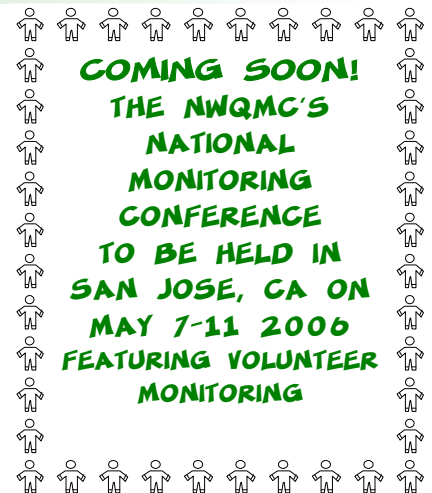 COMING SOON!
THE NWQMC'S
NATIONAL
MONITORING
CONFERENCE
TO BE HELD IN
SAN JOSE, CA ON
MAY 7-11 2006
FEATURING VOLUNTEER
MONITORING